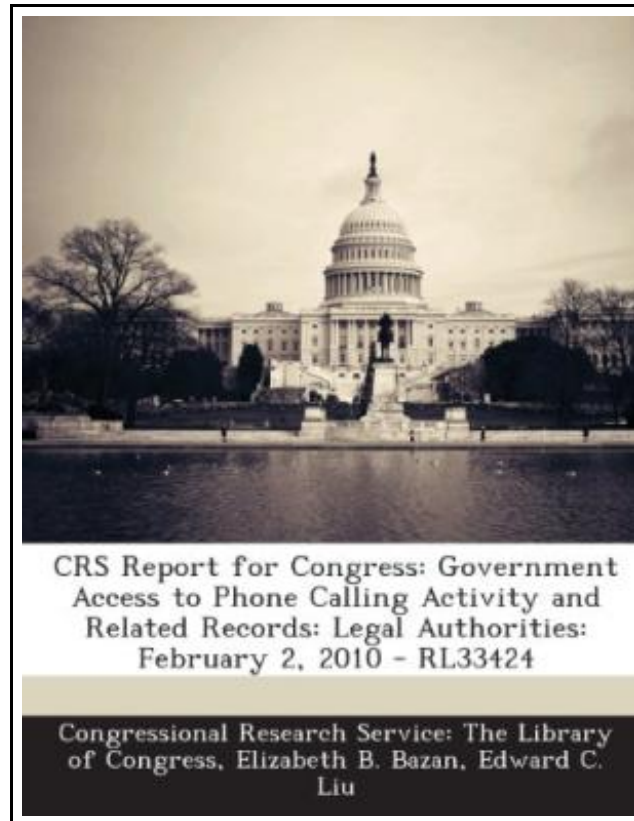 CRS Report for Congress: Government
Access to Phone Calling Activity and
Related Records: Legal Authorities:
February 2, 2010 - RL33424
Congressional Research Service: The Library
of Congress, Elizabeth B. Bazan, Edward C.
Liu